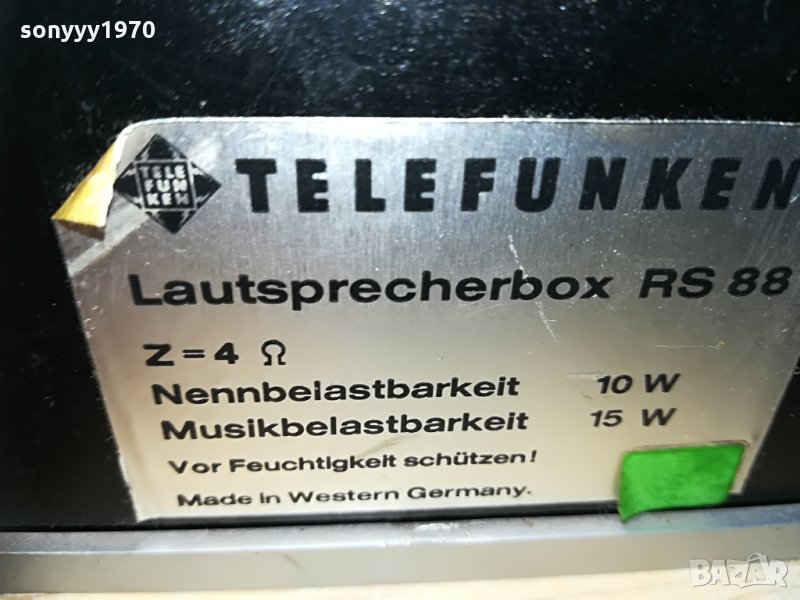 sonyyy1970
TELE
FUN
KEN
TELEFUNKEN
Lautsprecherbox RS 88
Z=4 Ω
Nennbelastbarkeit 10 W
Musikbelastbarkeit 15 W
Vor Feuchtigkeit schützen!
Made in Western Germany.
BAZAR